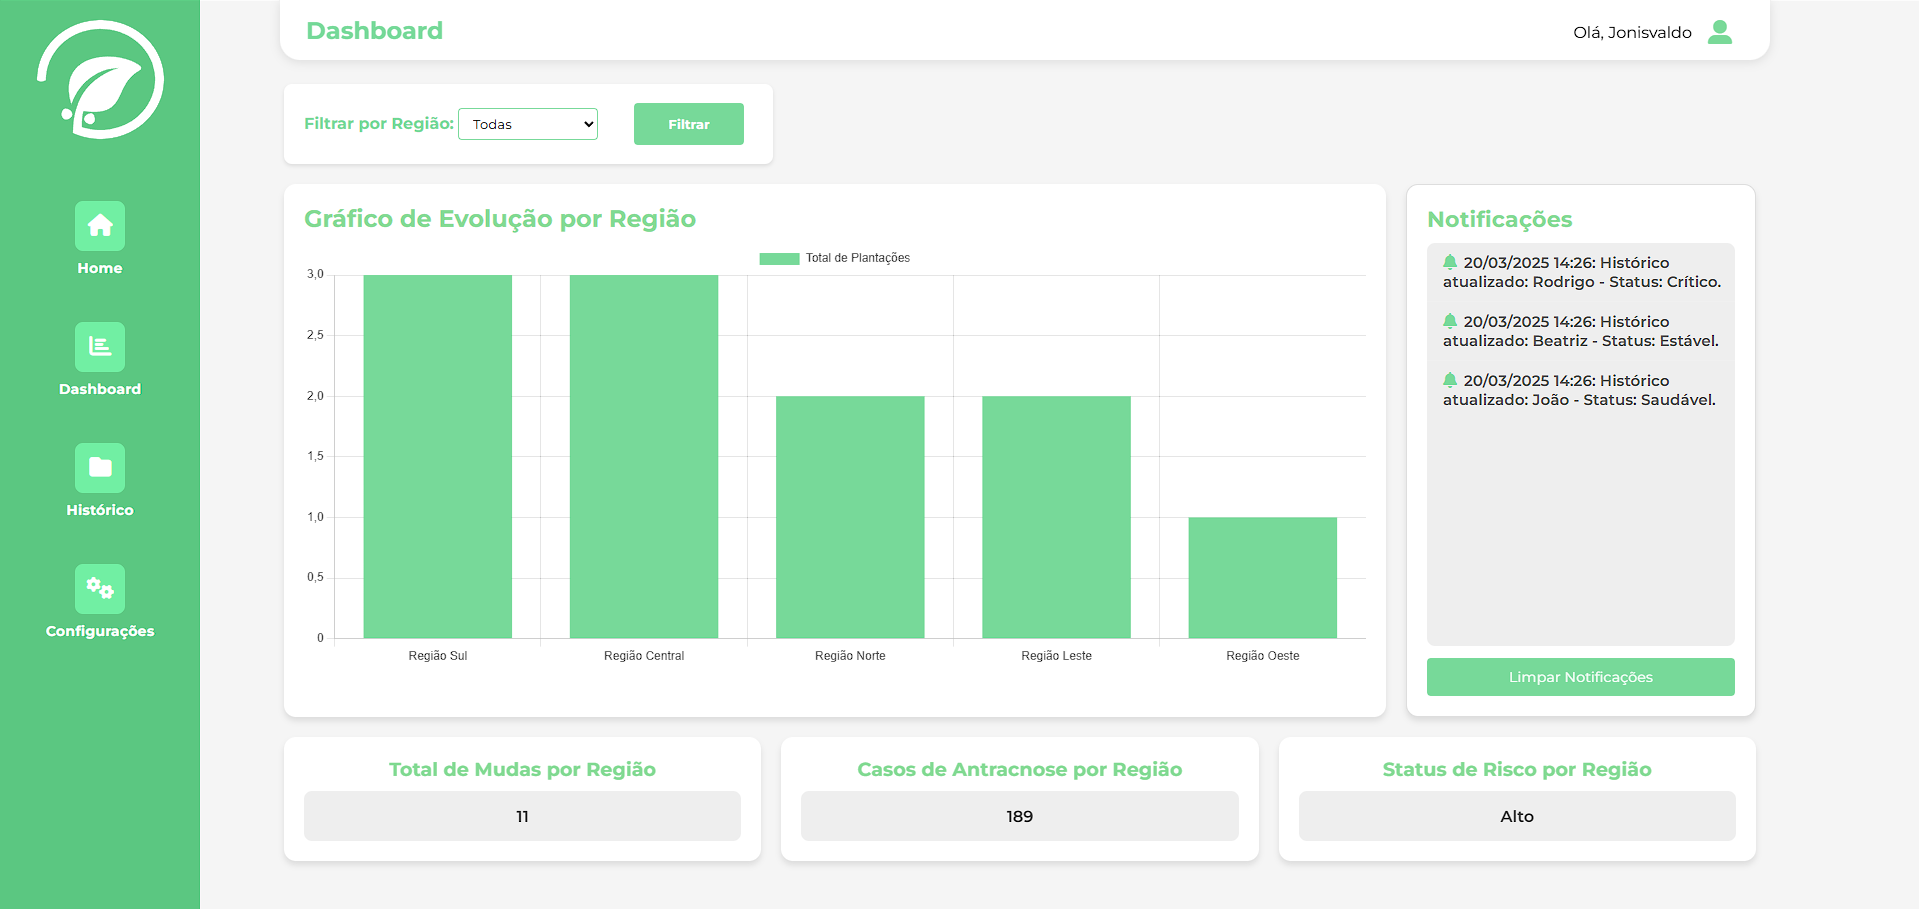 Dashboard
Olá, Jonisvaldo
Home
Dashboard
Histórico
Configurações
Filtrar por Região:
Todas
Filtrar
Gráfico de Evolução por Região
Total de Plantações
3,0
2,5
2,0
1,5
1,0
0,5
0
Região Sul
Região Central
Região Norte
Região Leste
Região Oeste
Notificações
20/03/2025 14:26: Histórico
atualizado: Rodrigo - Status: Crítico.
20/03/2025 14:26: Histórico
atualizado: Beatriz - Status: Estável.
20/03/2025 14:26: Histórico
atualizado: João - Status: Saudável.
Limpar Notificações
Total de Mudas por Região
11
Casos de Antracnose por Região
189
Status de Risco por Região
Alto